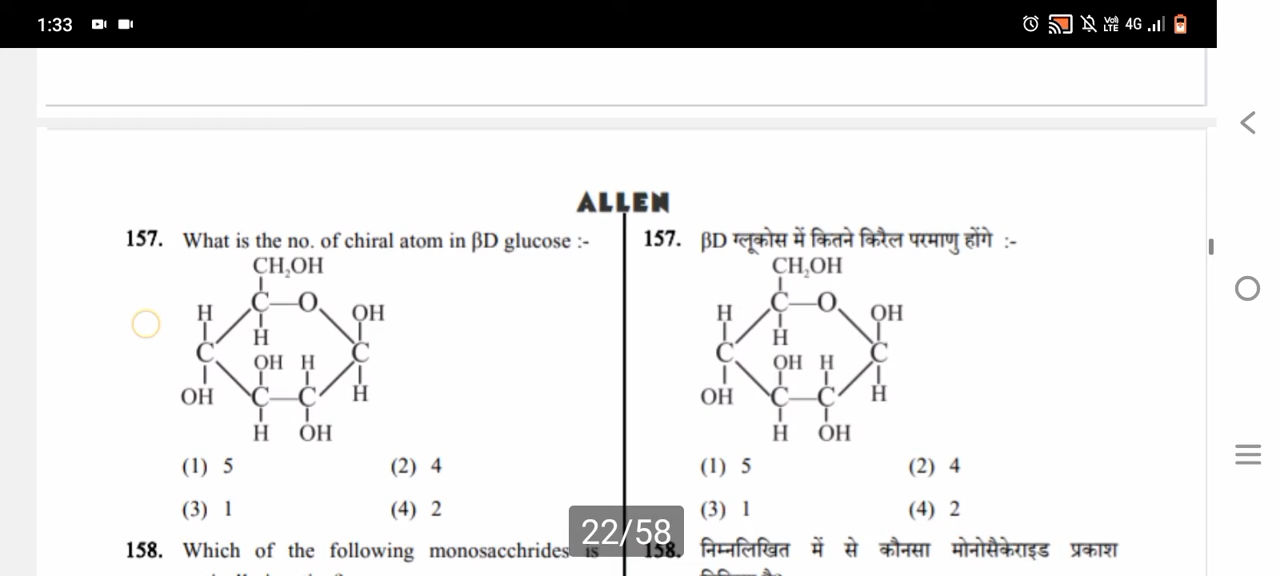 1:33
Vo) LTE 4G
ALLEN
157. What is the no. of chiral atom in βD glucose :-
CH₂OH
C—O
H OH
H
C C
OH H
OH H
C—C
H OH
(1) 5 (2) 4
(3) 1 (4) 2
158. Which of the following monosacchrides is
157. βD ग्लूकोस में कितने किरैल परमाणु होंगे :-
CH₂OH
C—O
H OH
H
C C
OH H
OH H
C—C
H OH
(1) 5 (2) 4
(3) 1 (4) 2
158. निम्नलिखित में से कौनसा मोनोसैकेराइड प्रकाश
22/58